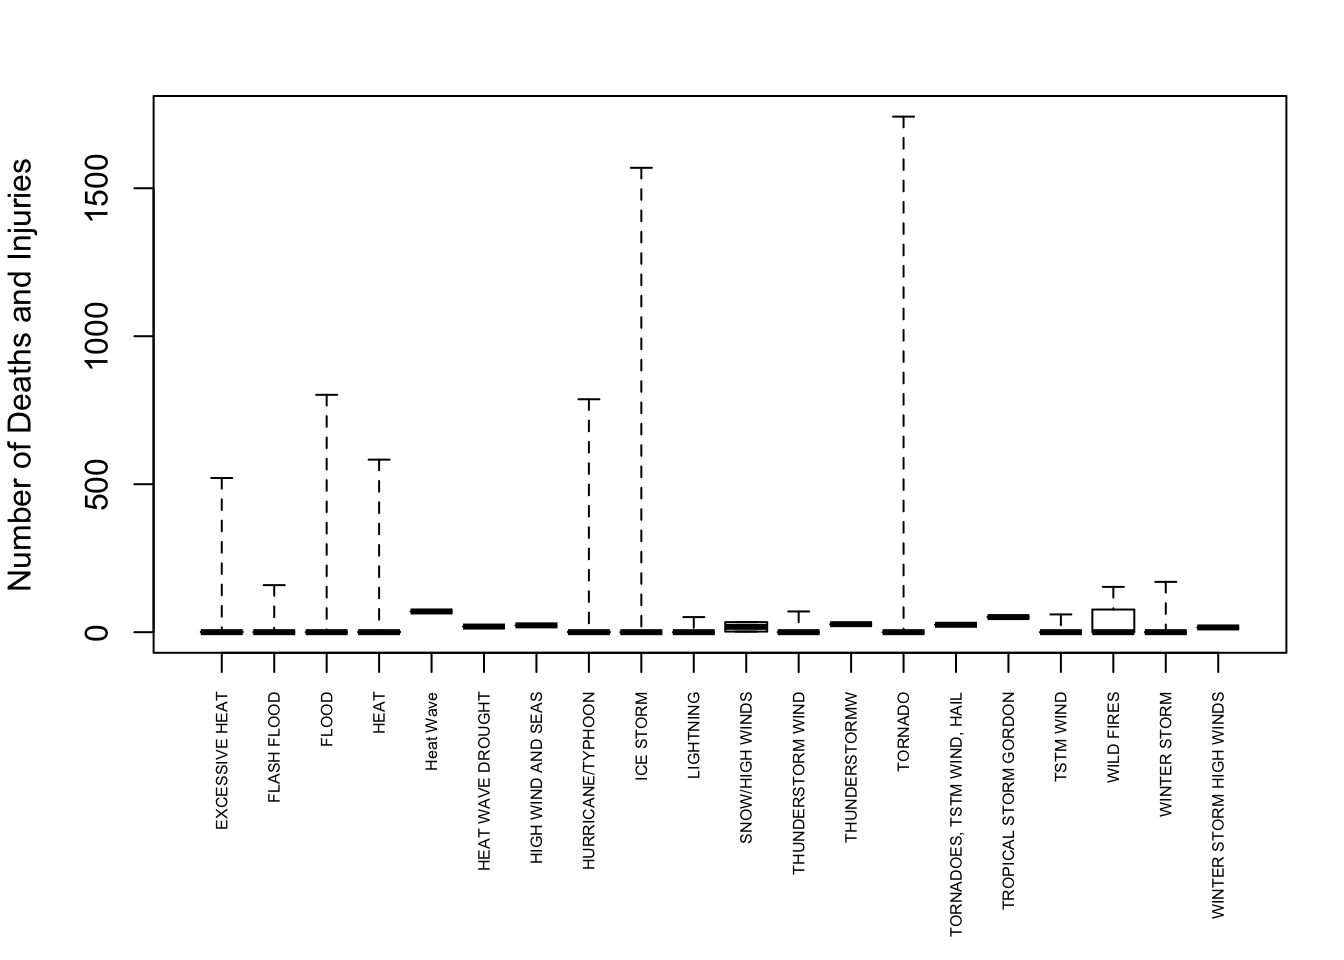 Number of Deaths and Injuries
1500
1000
500
0
EXCESSIVE HEAT
FLASH FLOOD
FLOOD
HEAT
Heat Wave
HEAT WAVE DROUGHT
HIGH WIND AND SEAS
HURRICANE/TYPHOON
ICE STORM
LIGHTNING
SNOW/HIGH WINDS
THUNDERSTORM WIND
THUNDERSTORMW
TORNADO
TORNADOES, TSTM WIND, HAIL
TROPICAL STORM GORDON
TSTM WIND
WILD FIRES
WINTER STORM
WINTER STORM HIGH WINDS